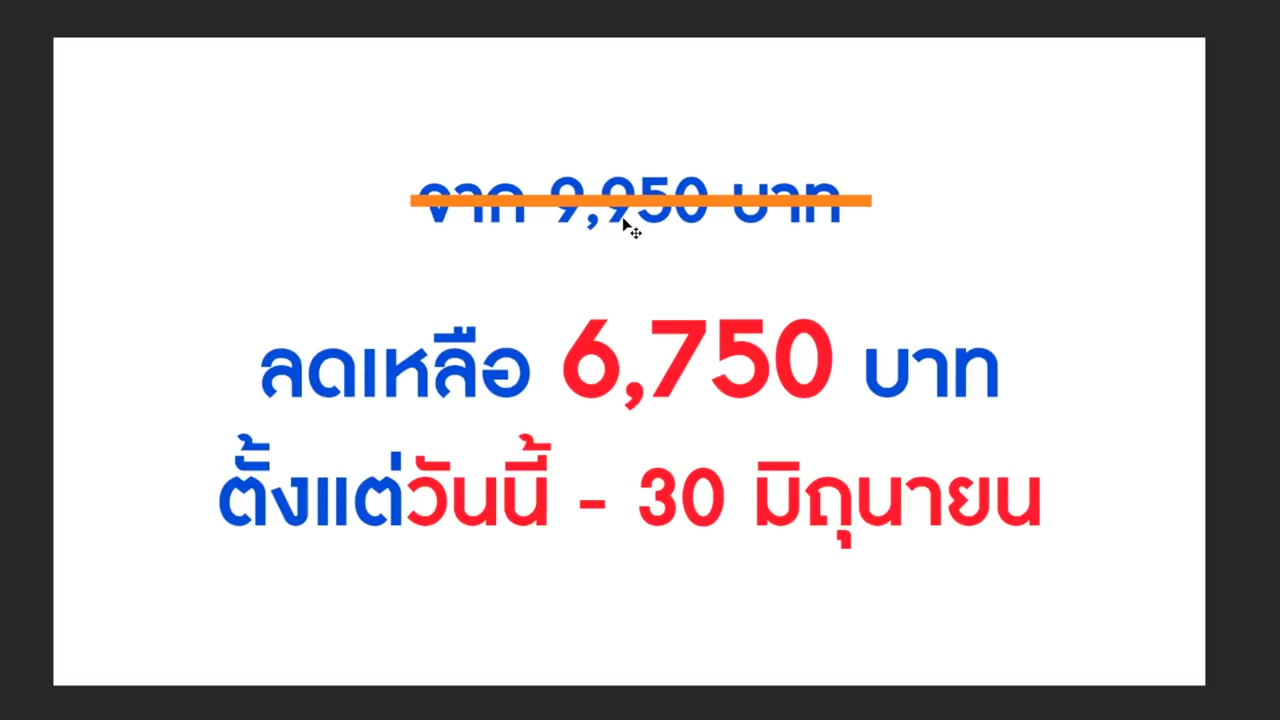 จาก 9,950 บาท
ลดเหลือ 6,750 บาท
ตั้งแต่วันนี้ - 30 มิถุนายน